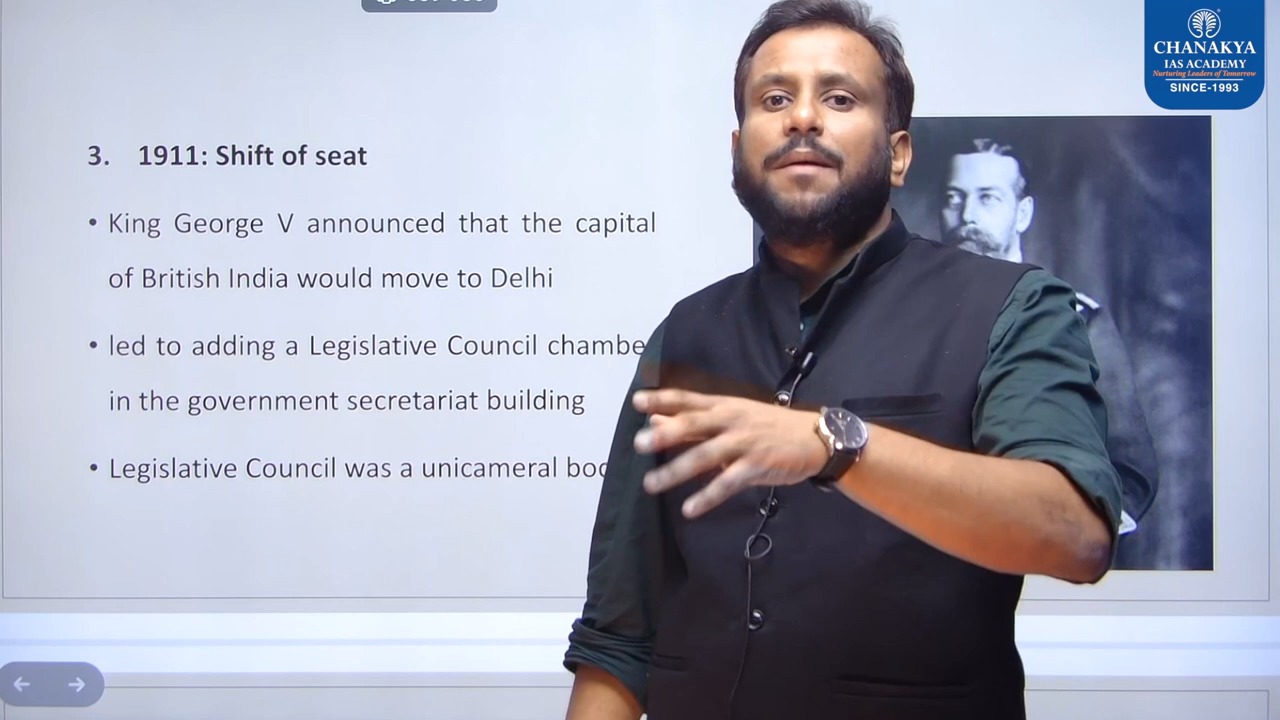 3. 1911: Shift of seat
• King George V announced that the capital
of British India would move to Delhi
• led to adding a Legislative Council chambe
in the government secretariat building
• Legislative Council was a unicameral
CHANAKYA
IAS ACADEMY
Nurturing Leaders of Tomorrow
SINCE-1993